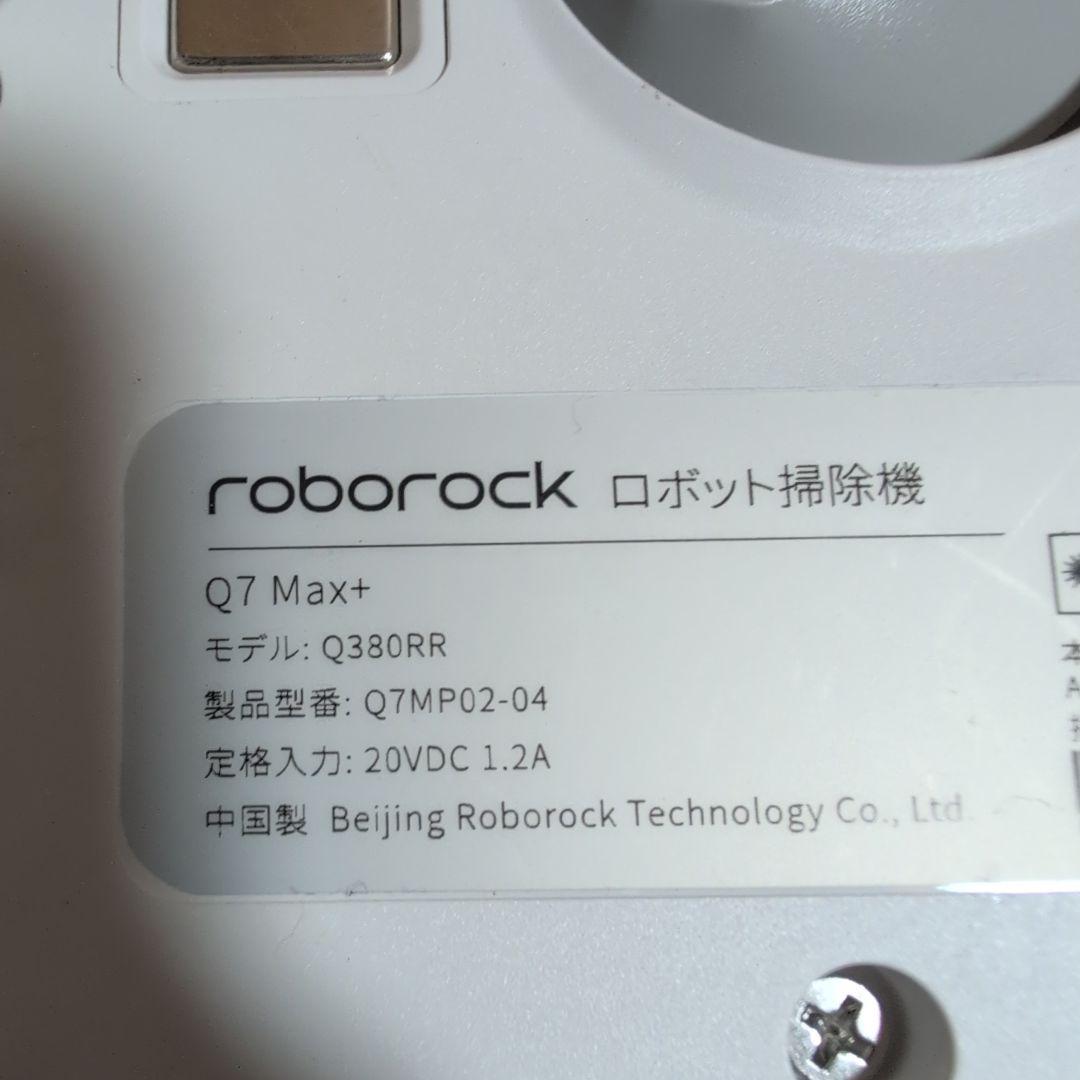 roborock ロボット掃除機
Q7 Max+
モデル: Q380RR
製品型番: Q7MP02-04
定格入力: 20VDC 1.2A
中国製 Beijing Roborock Technology Co., Ltd.
本
A